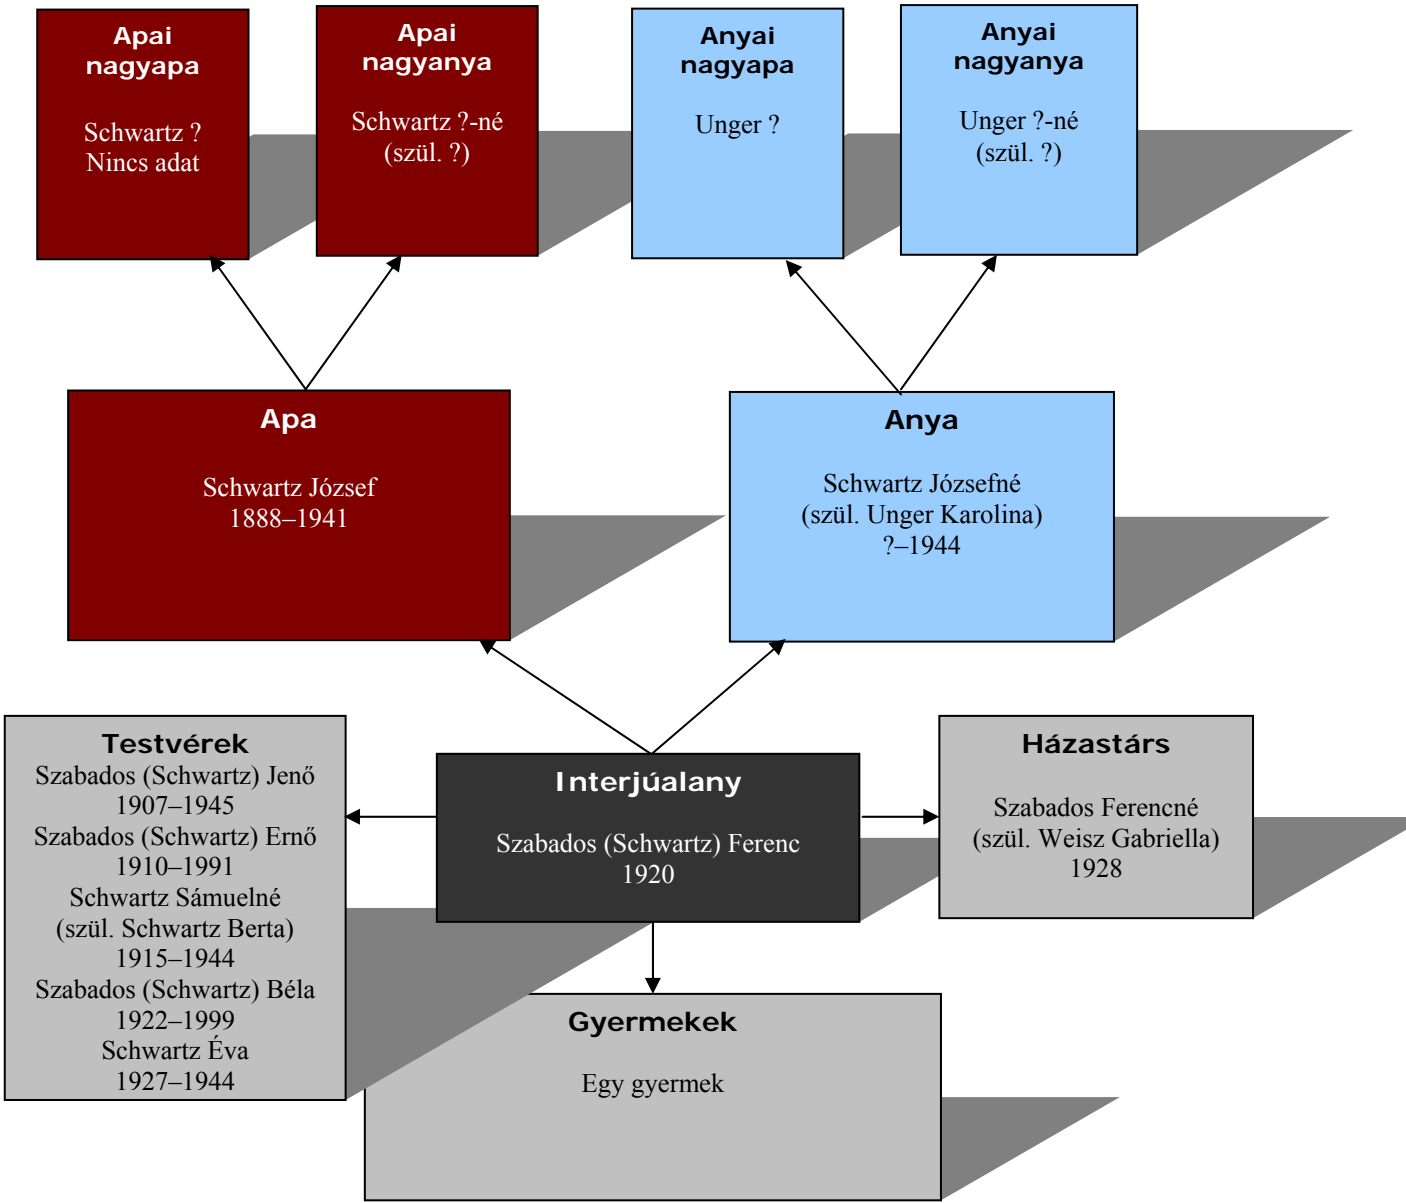 Apai
nagyapa
Schwartz ?
Nincs adat
Apai
nagyanya
Schwartz ?-né
(szül. ?)
Anyai
nagyapa
Unger ?
Anyai
nagyanya
Unger ?-né
(szül. ?)
Apa
Schwartz József
1888–1941
Anya
Schwartz Józsefné
(szül. Unger Karolina)
?–1944
Testvérek
Szabados (Schwartz) Jenő
1907–1945
Szabados (Schwartz) Ernő
1910–1991
Schwartz Sámuelné
(szül. Schwartz Berta)
1915–1944
Szabados (Schwartz) Béla
1922–1999
Schwartz Éva
1927–1944
Interjúalany
Szabados (Schwartz) Ferenc
1920
Házastárs
Szabados Ferencné
(szül. Weisz Gabriella)
1928
Gyermekek
Egy gyermek